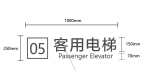 1000mm
250mm
05 客用电梯
150mm
Passenger Elevator
70mm